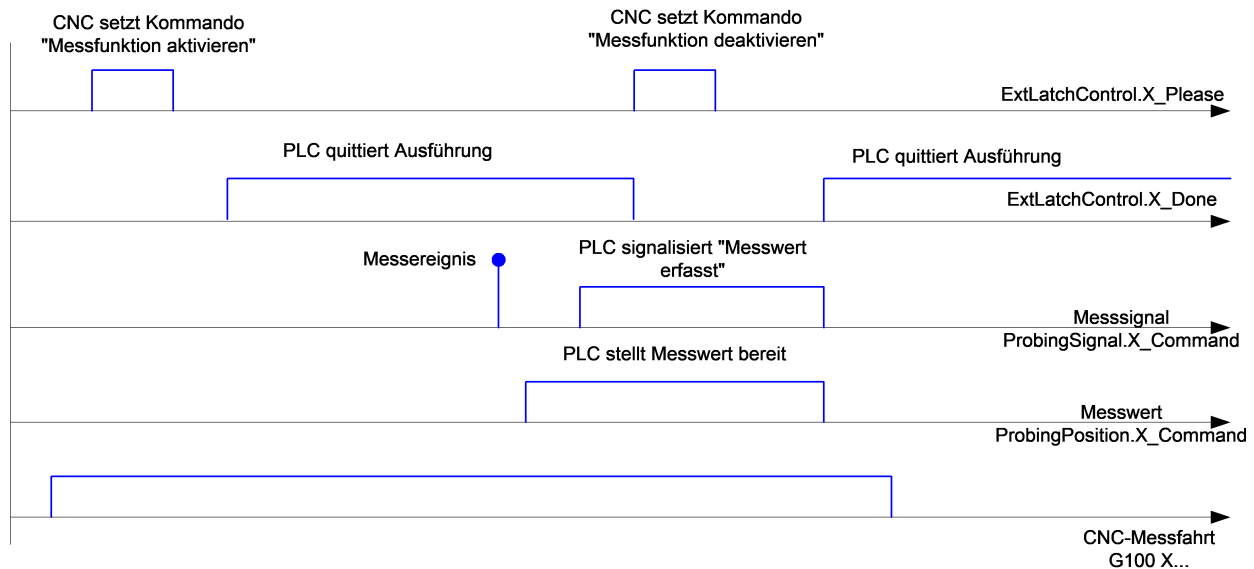 CNC setzt Kommando
"Messfunktion aktivieren"
CNC setzt Kommando
"Messfunktion deaktivieren"
ExtLatchControl.X_Please
PLC quittiert Ausführung
PLC quittiert Ausführung
ExtLatchControl.X_Done
Messereignis
PLC signalisiert "Messwert
erfasst"
Messsignal
ProbingSignal.X_Command
PLC stellt Messwert bereit
Messwert
ProbingPosition.X_Command
CNC-Messfahrt
G100 X...